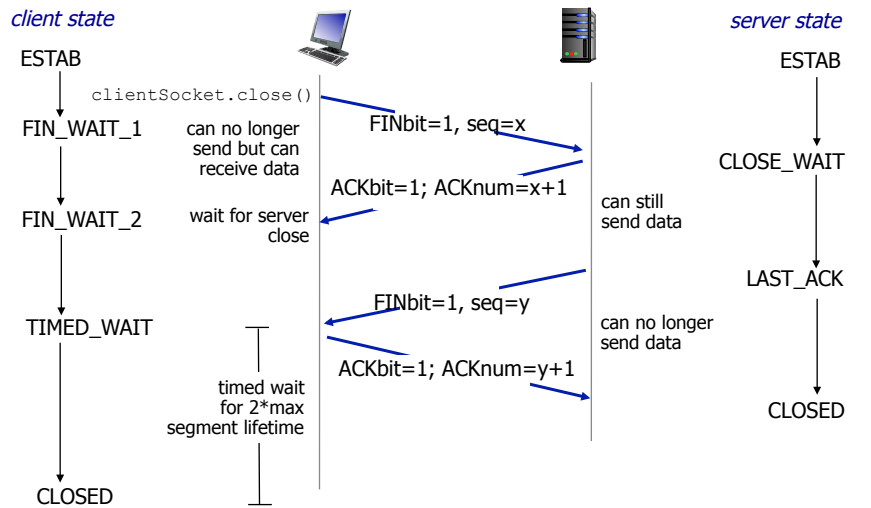 client state
server state
ESTAB
ESTAB
clientSocket.close()
FINbit=1, seq=x
FIN_WAIT_1
can no longer
send but can
receive data
CLOSE_WAIT
ACKbit=1; ACKnum=x+1
can still
send data
FIN_WAIT_2
wait for server
close
LAST_ACK
FINbit=1, seq=y
can no longer
send data
TIMED_WAIT
ACKbit=1; ACKnum=y+1
timed wait
for 2*max
segment lifetime
CLOSED
CLOSED